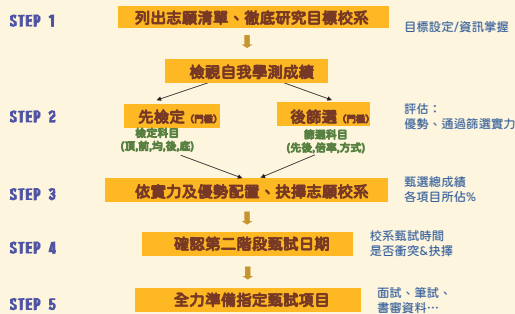 STEP 1
列出志願清單、徹底研究目標校系
目標設定/資訊掌握
檢視自我學測成績
STEP 2
先檢定(門檻)
檢定科目
(頂,前,均,後,底)
後篩選(門檻)
篩選科目
(先後,倍率,方式)
評估：
優勢、通過篩選實力
STEP 3
依實力及優勢配置、抉擇志願校系
甄選總成績
各項目所佔%
STEP 4
確認第二階段甄試日期
校系甄試時間
是否衝突&抉擇
STEP 5
全力準備指定甄試項目
面試、筆試、
書審資料…